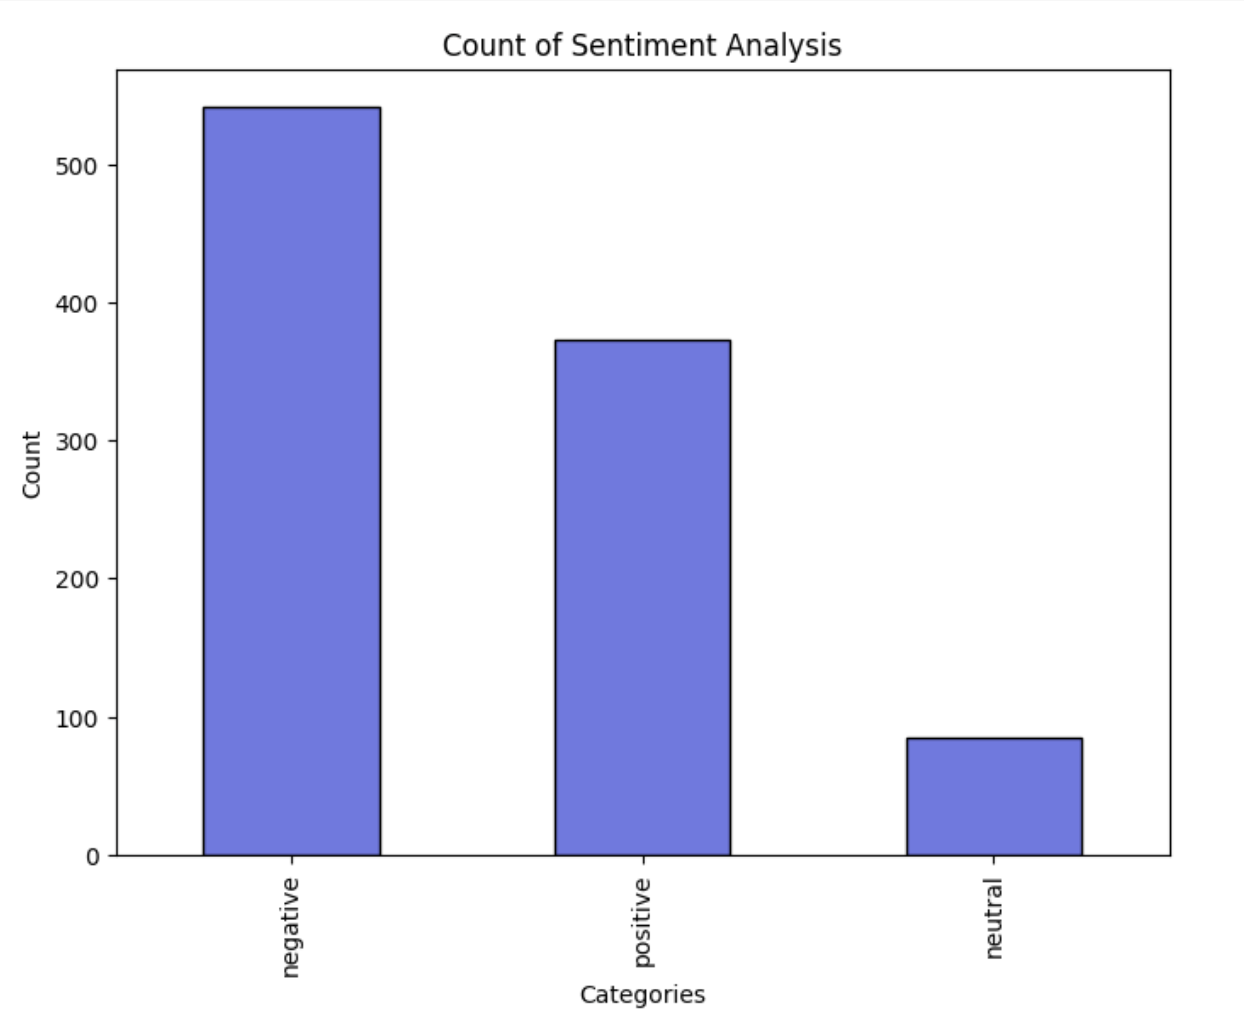 Count of Sentiment Analysis
500
400
300
200
100
0
Count
negative
positive
neutral
Categories